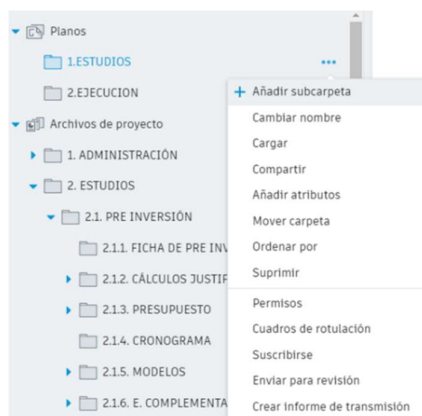 Planos
1.ESTUDIOS
2.EJECUCION
Archivos de proyecto
1. ADMINISTRACIÓN
2. ESTUDIOS
2.1. PRE INVERSIÓN
2.1.1. FICHA DE PRE INV
2.1.2. CÁLCULOS JUSTIF
2.1.3. PRESUPUESTO
2.1.4. CRONOGRAMA
2.1.5. MODELOS
2.1.6. E. COMPLEMENTA
Añadir subcarpeta
Cambiar nombre
Cargar
Compartir
Añadir atributos
Mover carpeta
Ordenar por
Suprimir
Permisos
Cuadros de rotulación
Suscribirse
Enviar para revisión
Crear informe de transmisión